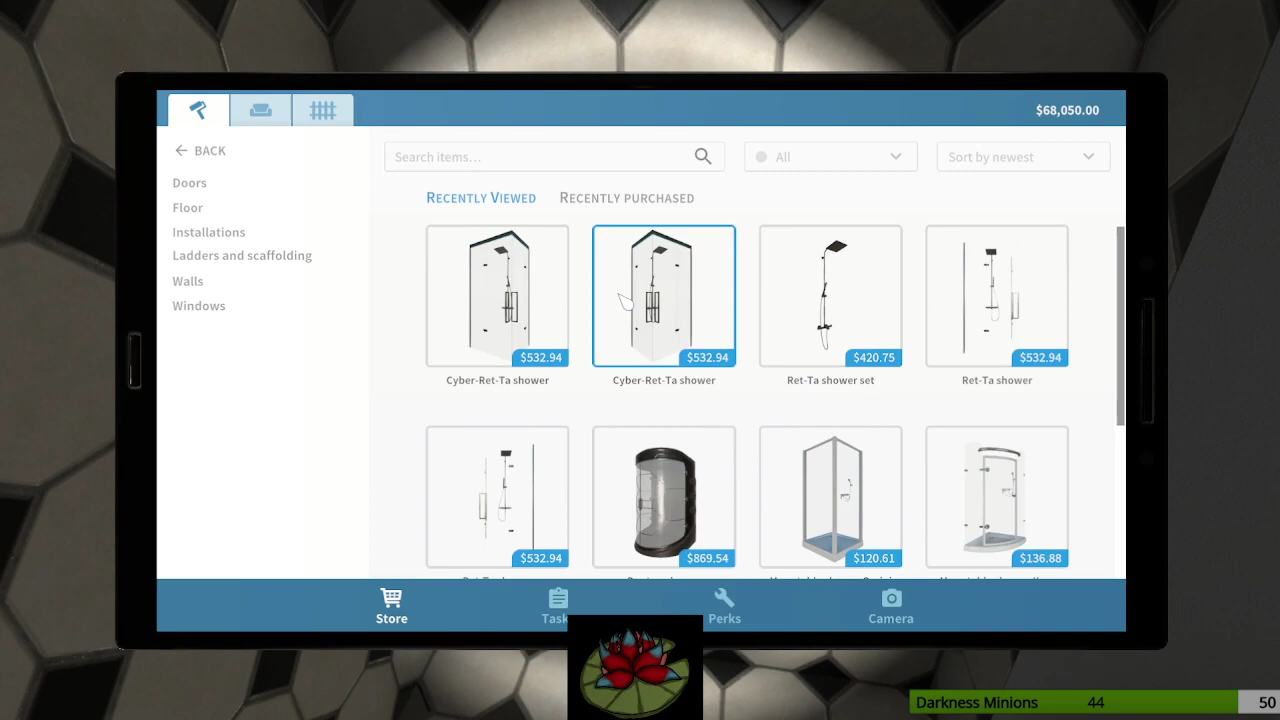 $68,050.00
BACK
Search items...
All
Sort by newest
Doors
Floor
Installations
Ladders and scaffolding
Walls
Windows
RECENTLY VIEWED
RECENTLY PURCHASED
$532.94
$532.94
$420.75
$532.94
Cyber-Ret-Ta shower
Cyber-Ret-Ta shower
Ret-Ta shower set
Ret-Ta shower
$532.94
$869.54
$120.61
$136.88
Store
Task
Perks
Camera
Darkness Minions 44 50